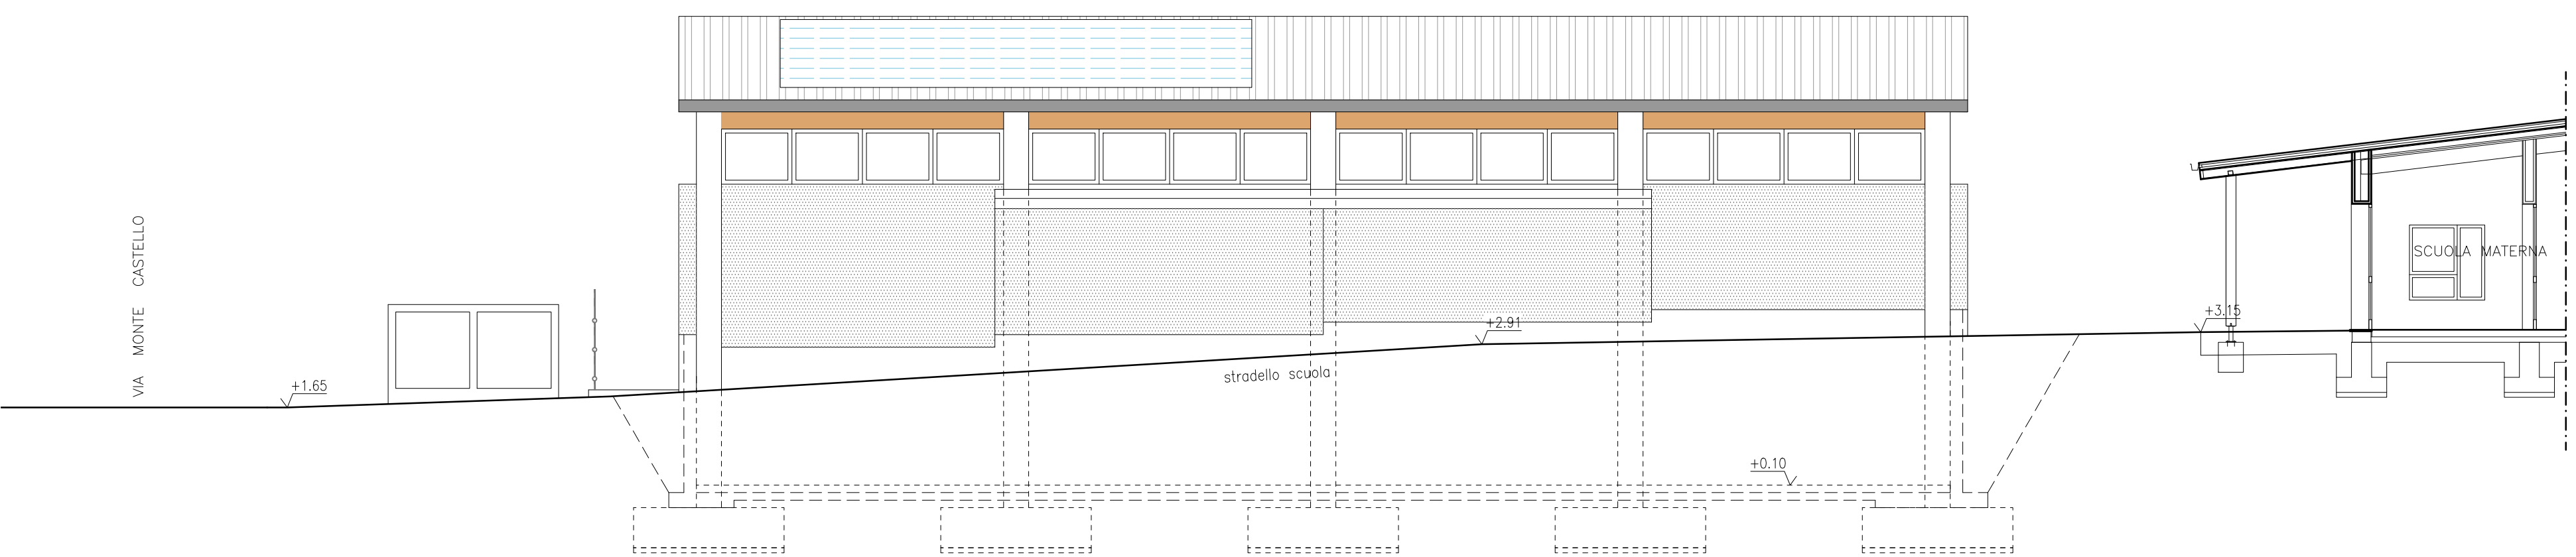 VIA MONTE CASTELLO
+1.65
stradello scuola
+2.91
+0.10
+3.15
SCUOLA MATERNA